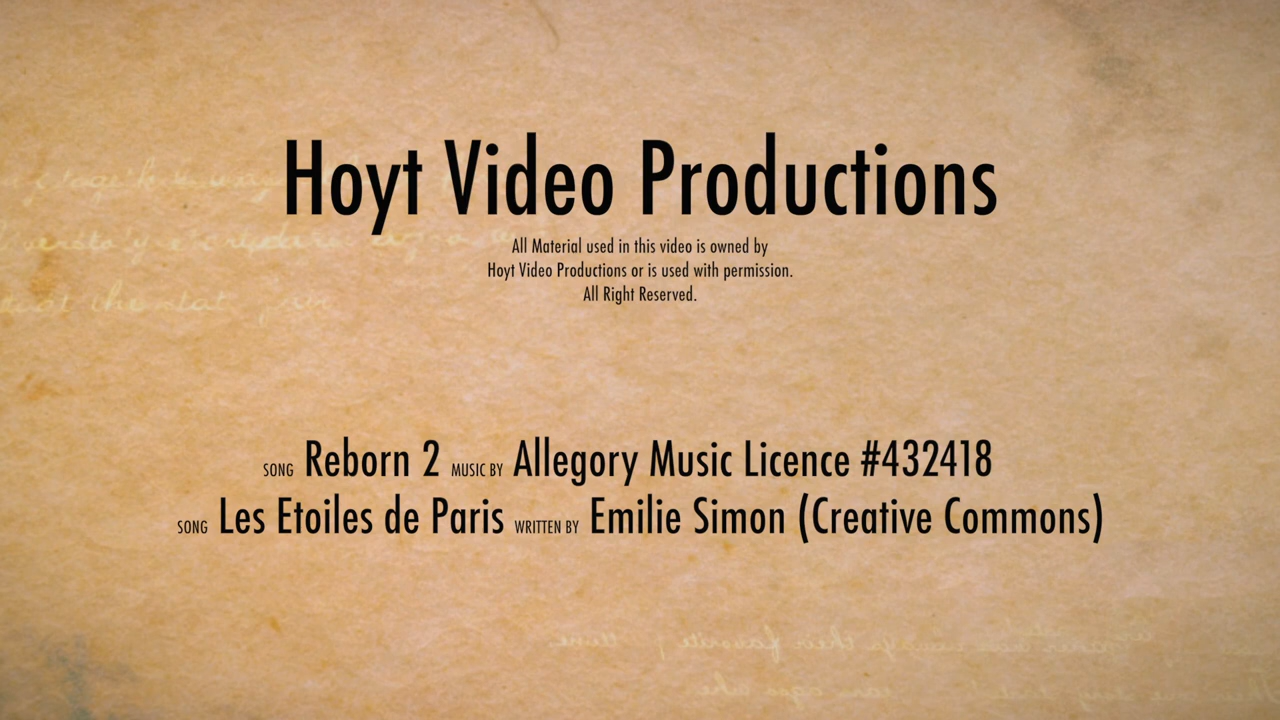 Hoyt Video Productions
All Material used in this video is owned by
Hoyt Video Productions or is used with permission.
All Right Reserved.
SONG Reborn 2 MUSIC BY Allegory Music Licence #432418
SONG Les Etoiles de Paris WRITTEN BY Emilie Simon (Creative Commons)